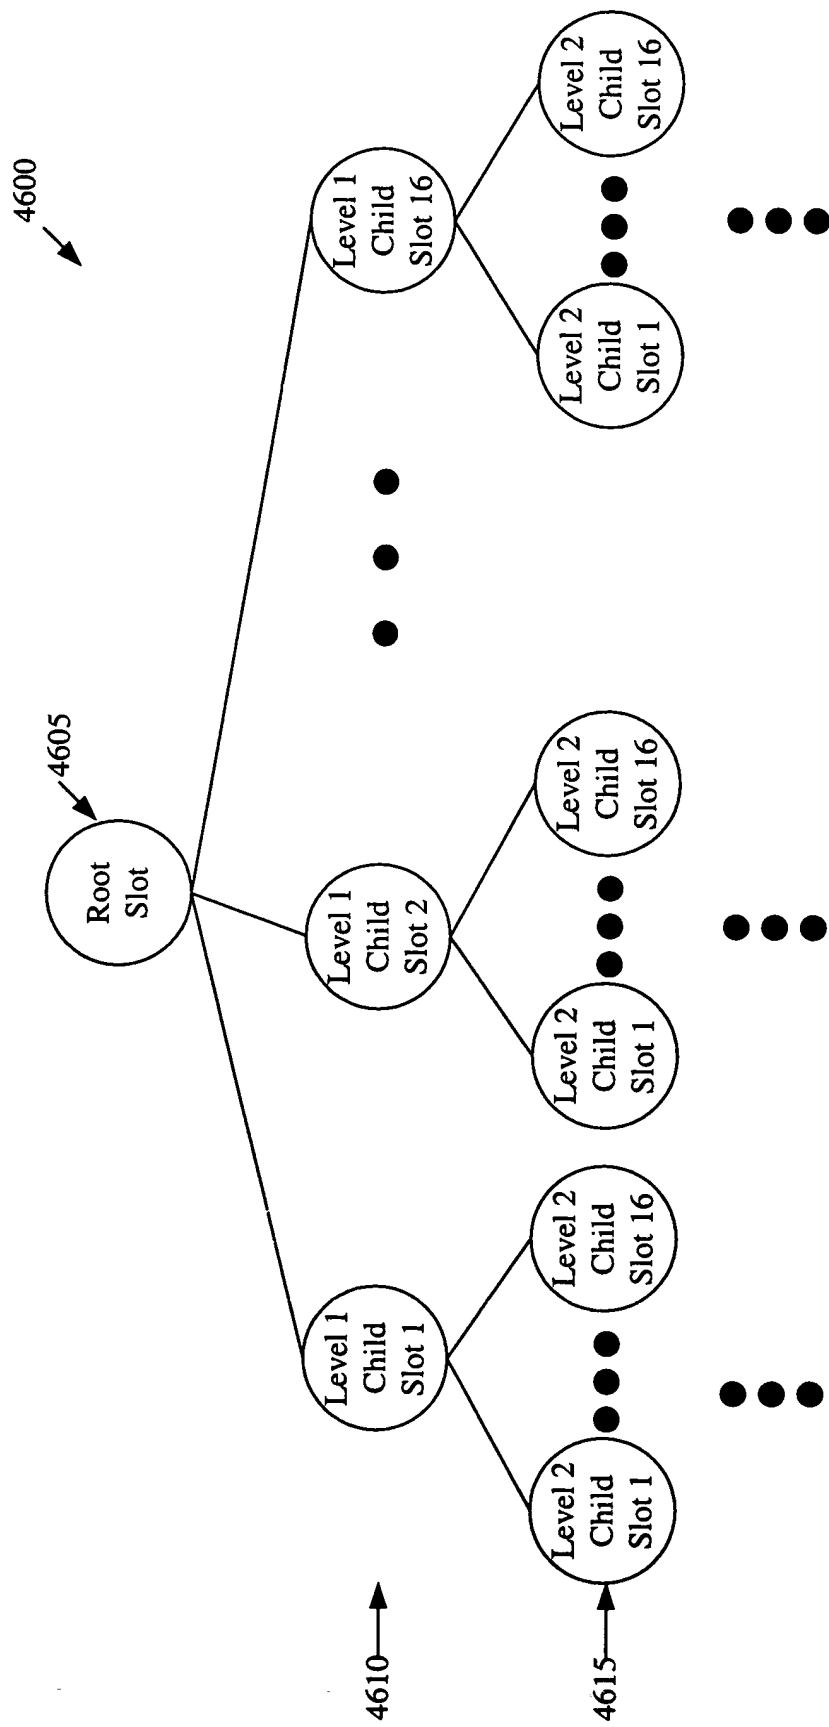 4600
4605
Root
Slot
4610
Level 1
Child
Slot 1
Level 1
Child
Slot 2
Level 1
Child
Slot 16
4615
Level 2
Child
Slot 1
Level 2
Child
Slot 16
Level 2
Child
Slot 1
Level 2
Child
Slot 16
Level 2
Child
Slot 1
Level 2
Child
Slot 16